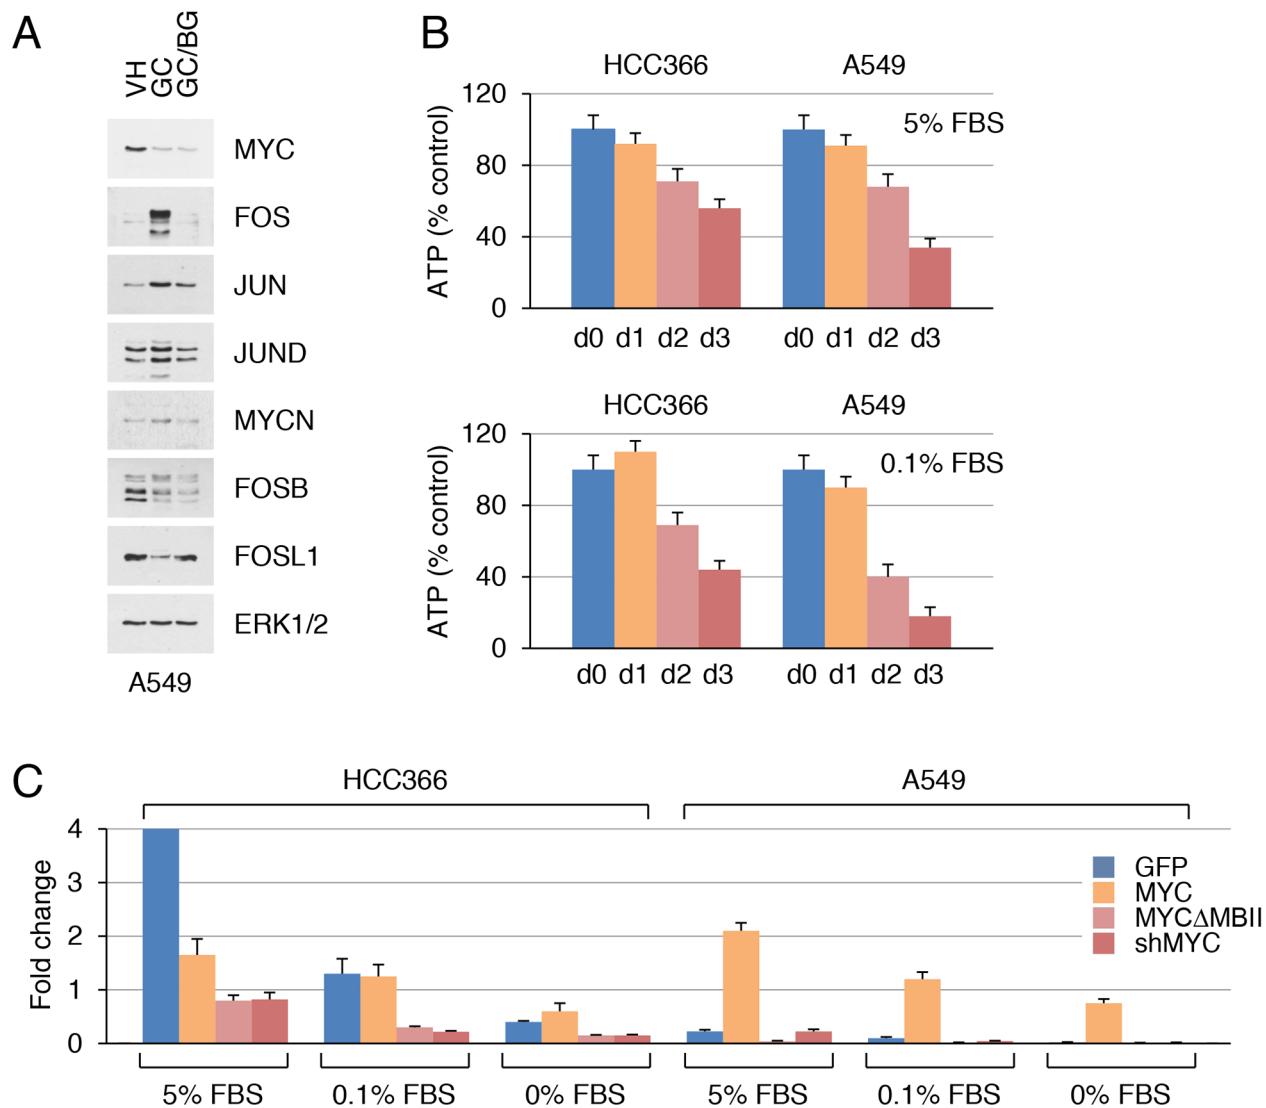 A
VH
GC
GC/BG
MYC
FOS
JUN
JUND
MYCN
FOSB
FOSL1
ERK1/2
A549
B
HCC366 A549
5% FBS
ATP (% control)
120
80
40
0
d0 d1 d2 d3 d0 d1 d2 d3
HCC366 A549
0.1% FBS
ATP (% control)
120
80
40
0
d0 d1 d2 d3 d0 d1 d2 d3
C
HCC366 A549
Fold change
4
3
2
1
0
GFP
MYC
MYCΔMBII
shMYC
5% FBS 0.1% FBS 0% FBS 5% FBS 0.1% FBS 0% FBS